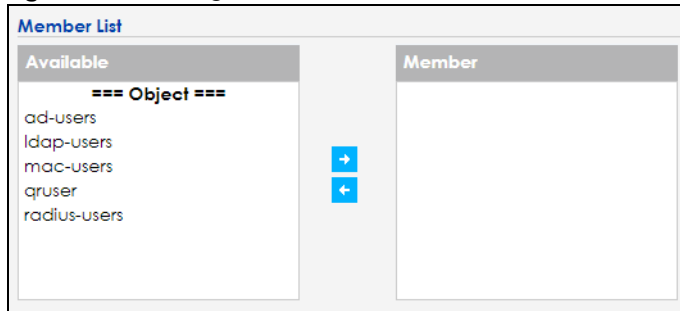 Member List
Available
Member
=== Object ===
ad-users
ldap-users
mac-users
qruser
radius-users